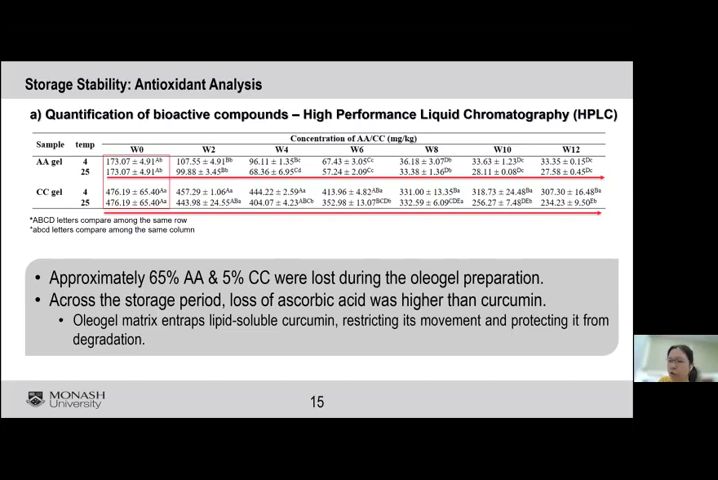 Storage Stability: Antioxidant Analysis
a) Quantification of bioactive compounds – High Performance Liquid Chromatography (HPLC)
Sample temp Concentration of AA/CC (mg/kg)
W0 W2 W4 W6 W8 W10 W12
AA gel 4 173.07 ± 4.91Ab 107.55 ± 4.91Bb 96.11 ± 1.35Bc 67.43 ± 3.05Cc 36.18 ± 3.07Db 33.63 ± 1.23Dc 33.35 ± 0.15Dc
25 173.07 ± 4.91Ab 99.88 ± 3.45Bb 68.36 ± 6.95Cd 57.24 ± 2.09Cc 33.38 ± 1.36Db 28.11 ± 0.08Dc 27.58 ± 0.45Dc
CC gel 4 476.19 ± 65.40Aa 457.29 ± 1.06Aa 444.22 ± 2.59Aa 413.96 ± 4.82ABa 331.00 ± 13.35Ba 318.73 ± 24.48Ba 307.30 ± 16.48Ba
25 476.19 ± 65.40Aa 443.98 ± 24.55ABa 404.07 ± 4.23ABCb 352.98 ± 13.07BCDb 332.59 ± 6.09CDEa 256.27 ± 7.48DEb 234.23 ± 9.50Eb
*ABCD letters compare among the same row
*abcd letters compare among the same column
• Approximately 65% AA & 5% CC were lost during the oleogel preparation.
• Across the storage period, loss of ascorbic acid was higher than curcumin.
• Oleogel matrix entraps lipid-soluble curcumin, restricting its movement and protecting it from
degradation.
MONASH
University
15